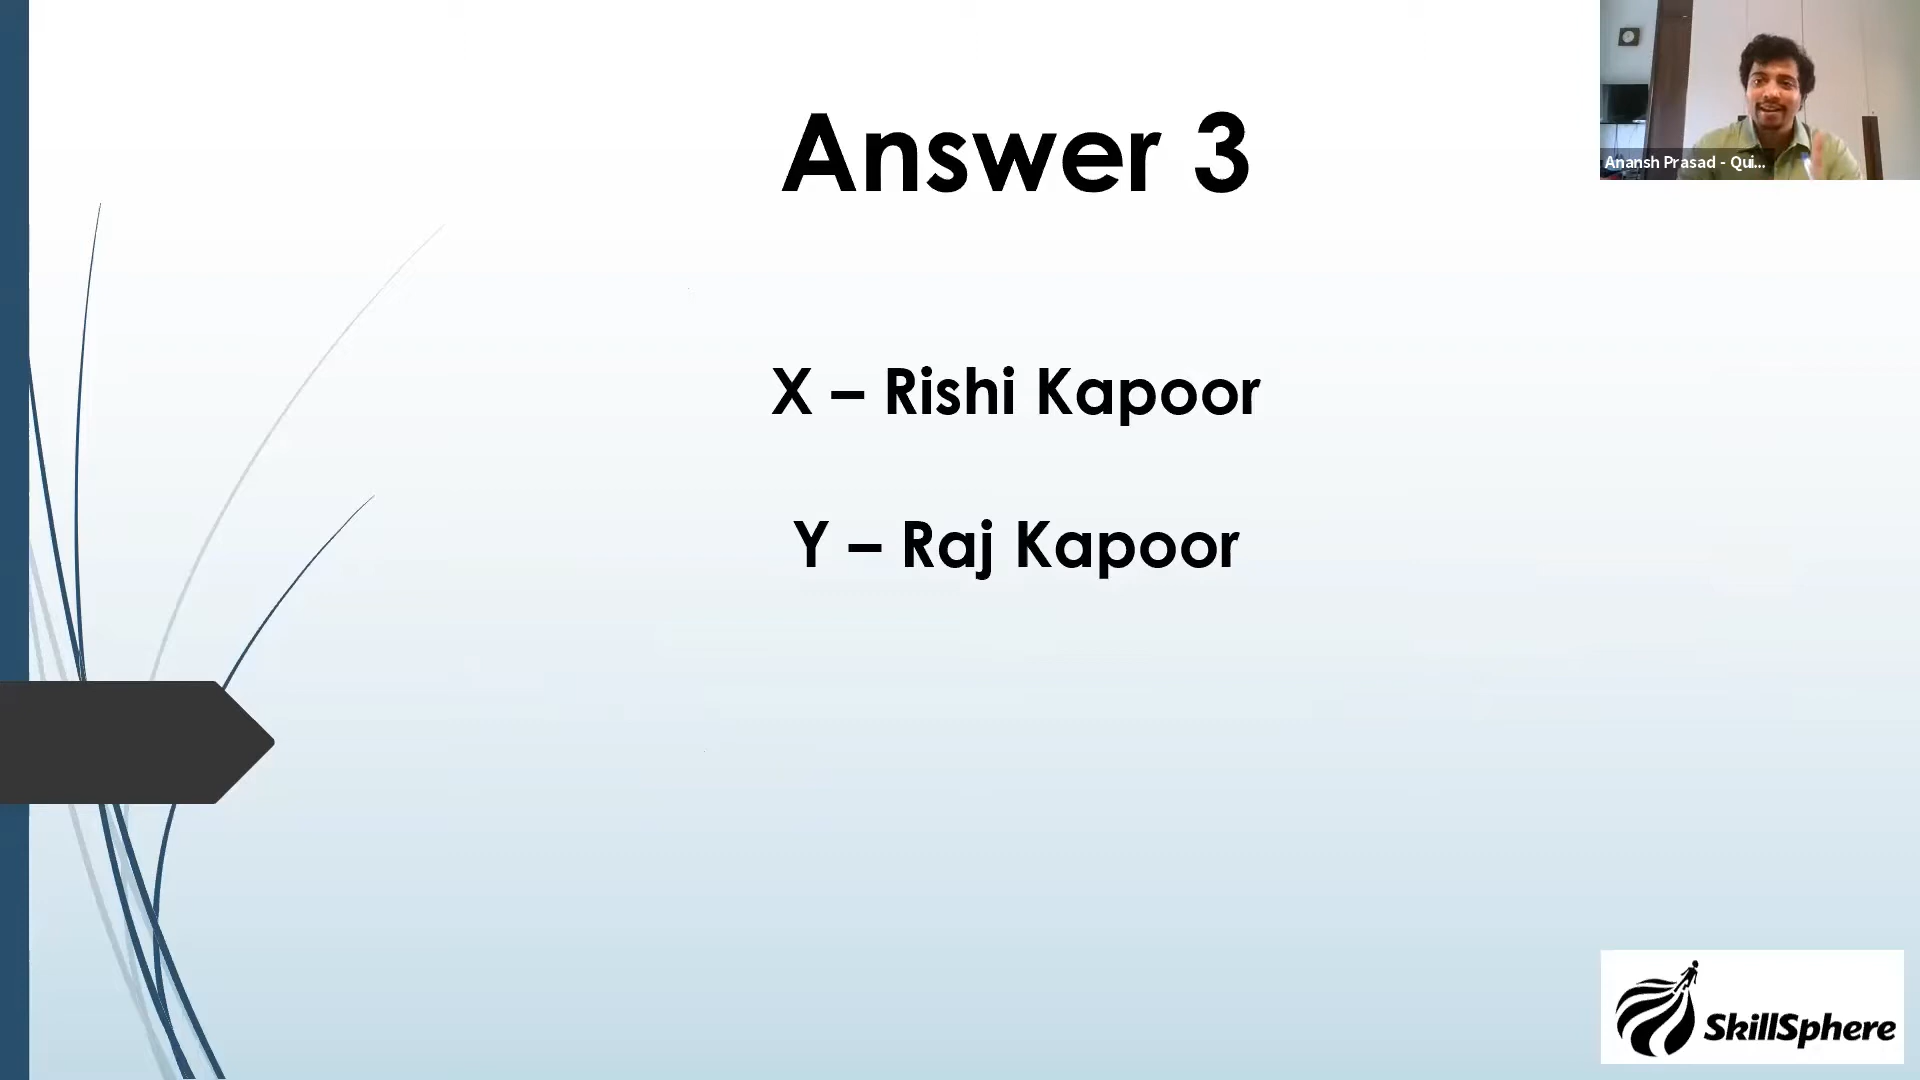 Answer 3
Anansh Prasad - Qui...
X – Rishi Kapoor
Y – Raj Kapoor
SkillSphere